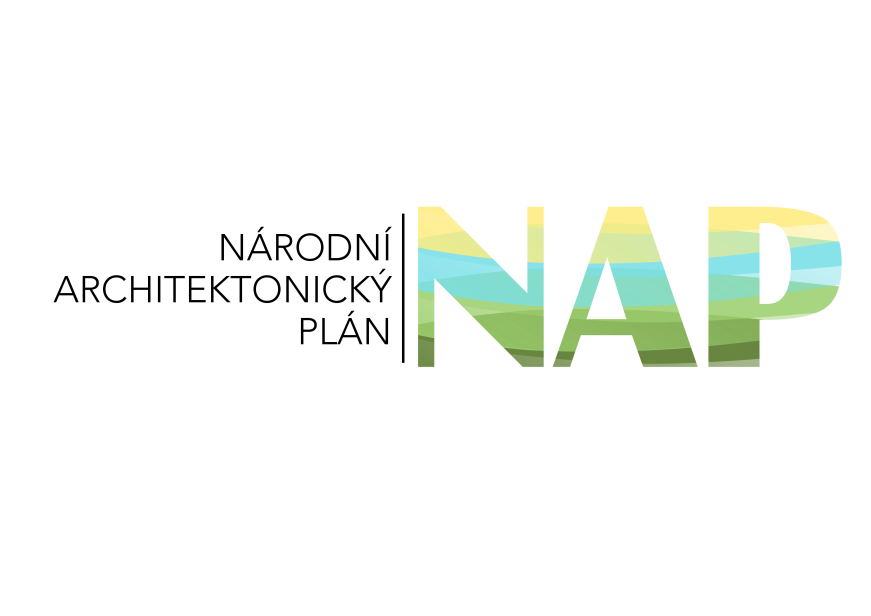 NÁRODNÍ
ARCHITEKTONICKÝ
PLÁN
NAP